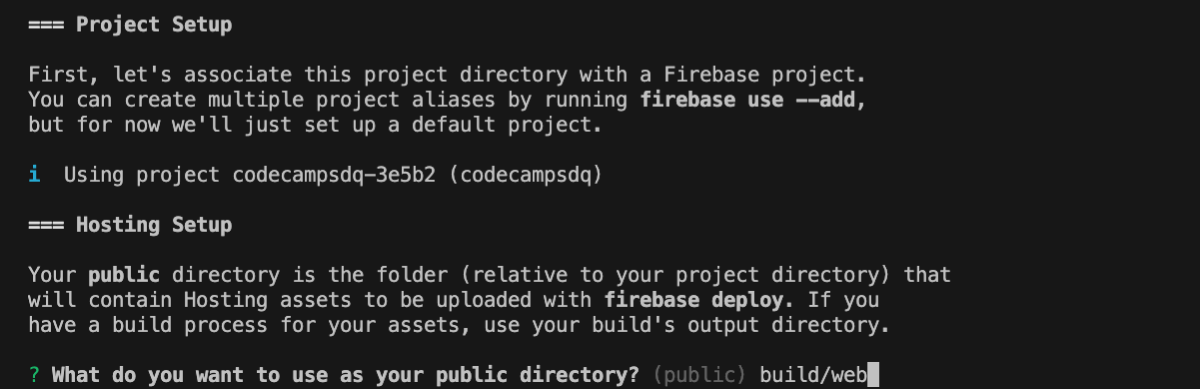 === Project Setup
First, let's associate this project directory with a Firebase project.
You can create multiple project aliases by running firebase use --add,
but for now we'll just set up a default project.
i  Using project codecampsdq-3e5b2 (codecampsdq)
=== Hosting Setup
Your public directory is the folder (relative to your project directory) that
will contain Hosting assets to be uploaded with firebase deploy. If you
have a build process for your assets, use your build's output directory.
? What do you want to use as your public directory? (public) build/web